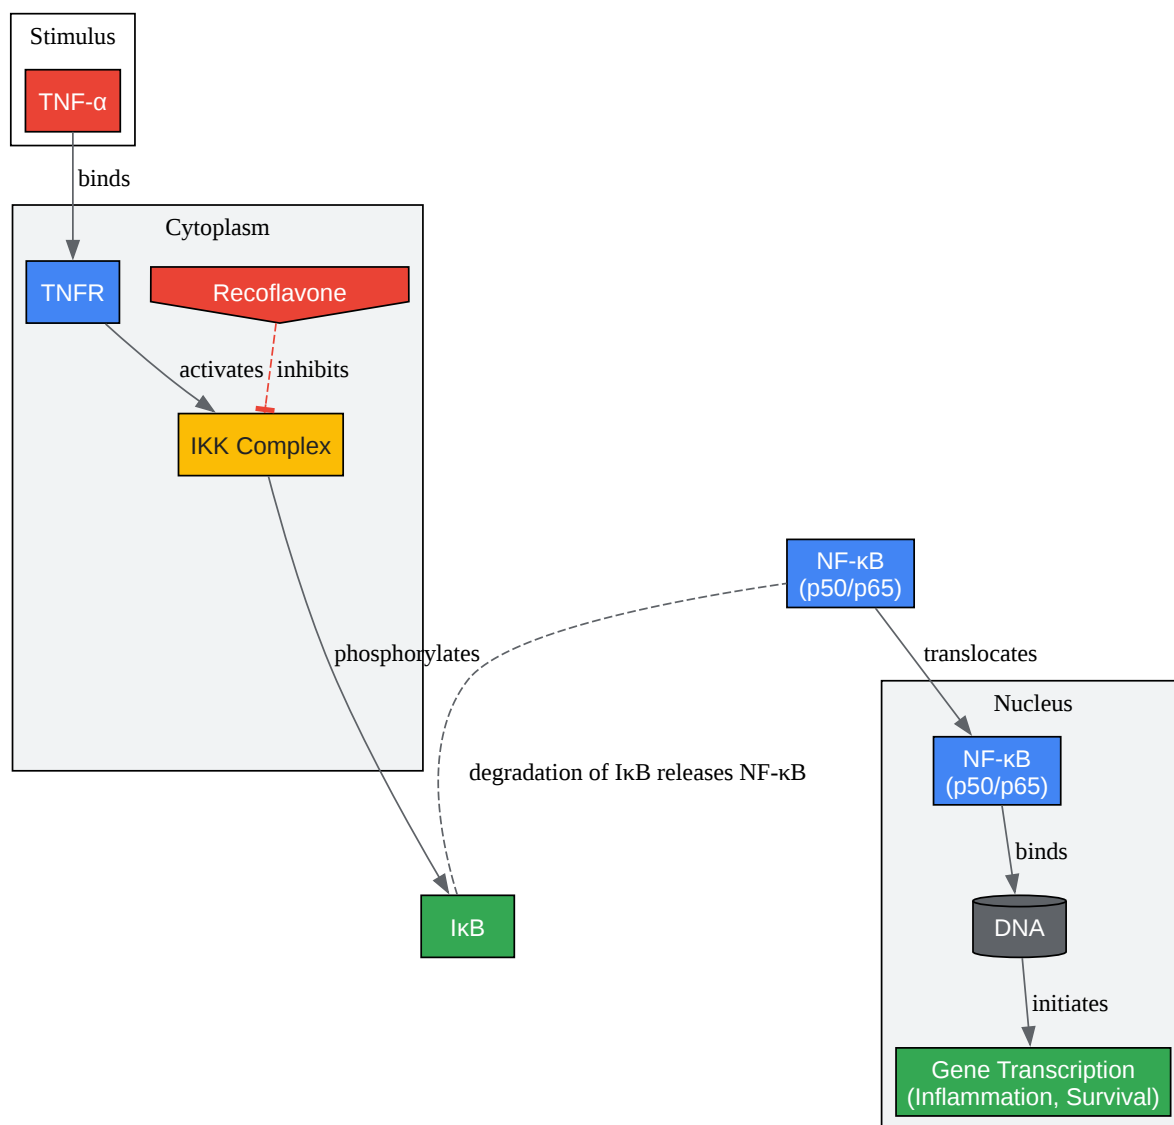 Stimulus
TNF-α
binds
Cytoplasm
TNFR
Recoflavone
activates
inhibits
IKK Complex
NF-κB
(p50/p65)
phosphorylates
translocates
Nucleus
NF-κB
(p50/p65)
degradation of IκB releases NF-κB
binds
IκB
DNA
initiates
Gene Transcription
(Inflammation, Survival)